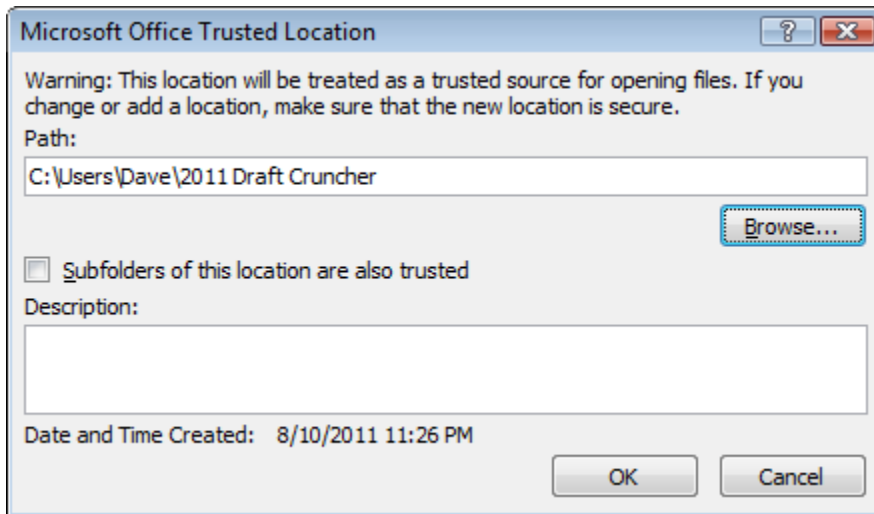 Microsoft Office Trusted Location
Warning: This location will be treated as a trusted source for opening files. If you
change or add a location, make sure that the new location is secure.
Path:
C:\Users\Dave\2011 Draft Cruncher
Browse...
Subfolders of this location are also trusted
Description:
Date and Time Created: 8/10/2011 11:26 PM
OK Cancel